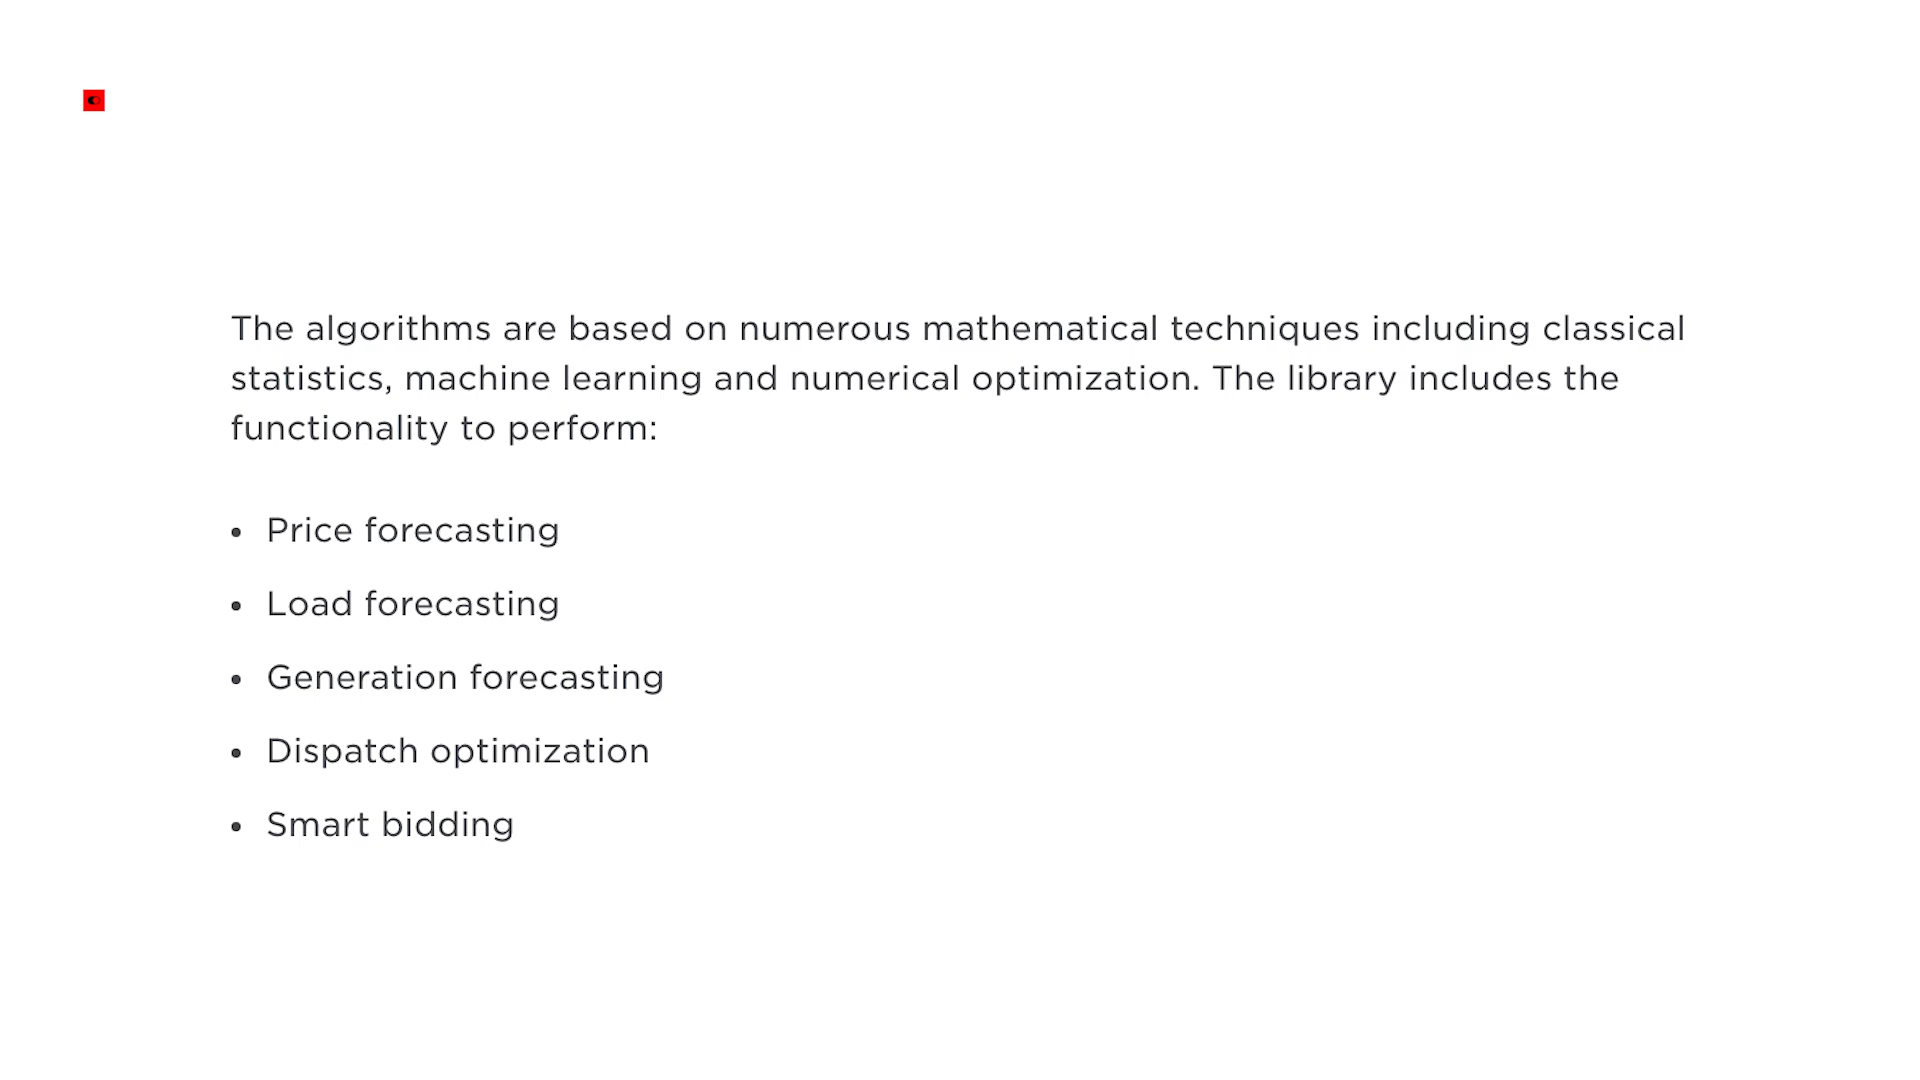 The algorithms are based on numerous mathematical techniques including classical
statistics, machine learning and numerical optimization. The library includes the
functionality to perform:
• Price forecasting
• Load forecasting
• Generation forecasting
• Dispatch optimization
• Smart bidding